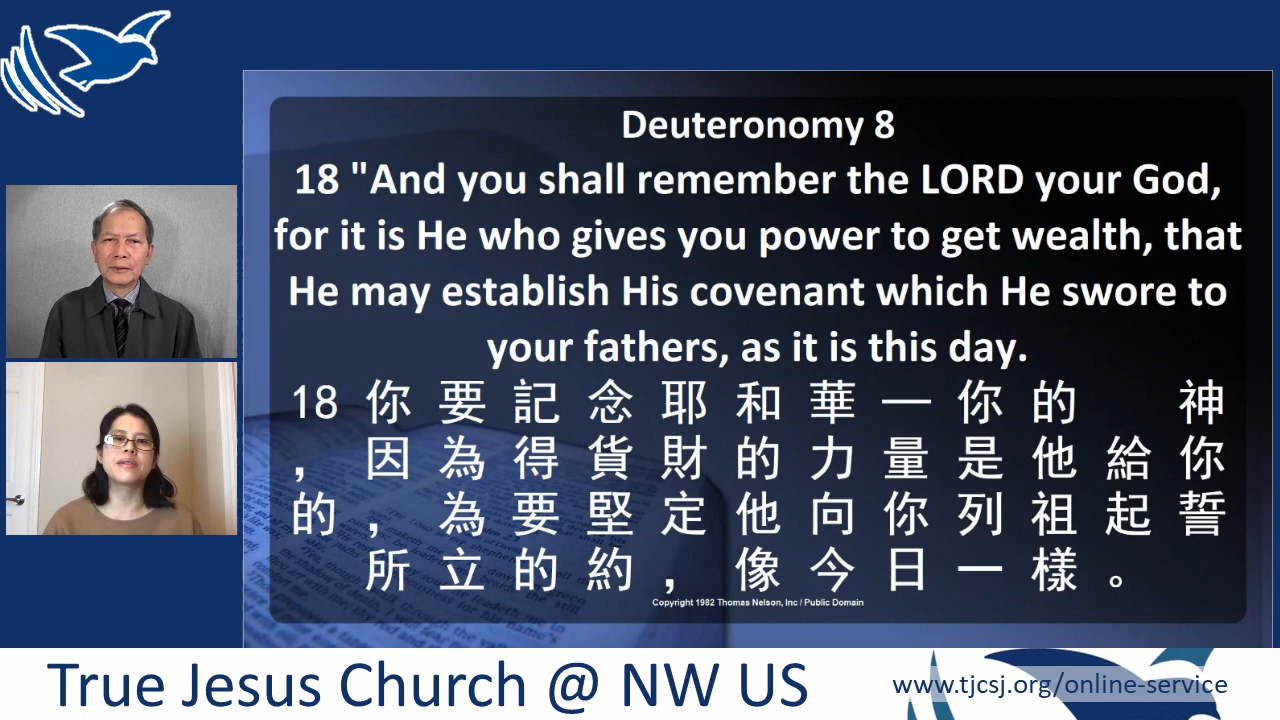 Deuteronomy 8
18 "And you shall remember the LORD your God,
for it is He who gives you power to get wealth, that
He may establish His covenant which He swore to
your fathers, as it is this day.
18 你要記念耶和華—你的　神
，因為得貨財的力量是他給你
的，為要堅定他向你列祖起誓
所立的約，像今日一樣。
Copyright 1982 Thomas Nelson, Inc / Public Domain
True Jesus Church @ NW US
www.tjcsj.org/online-service